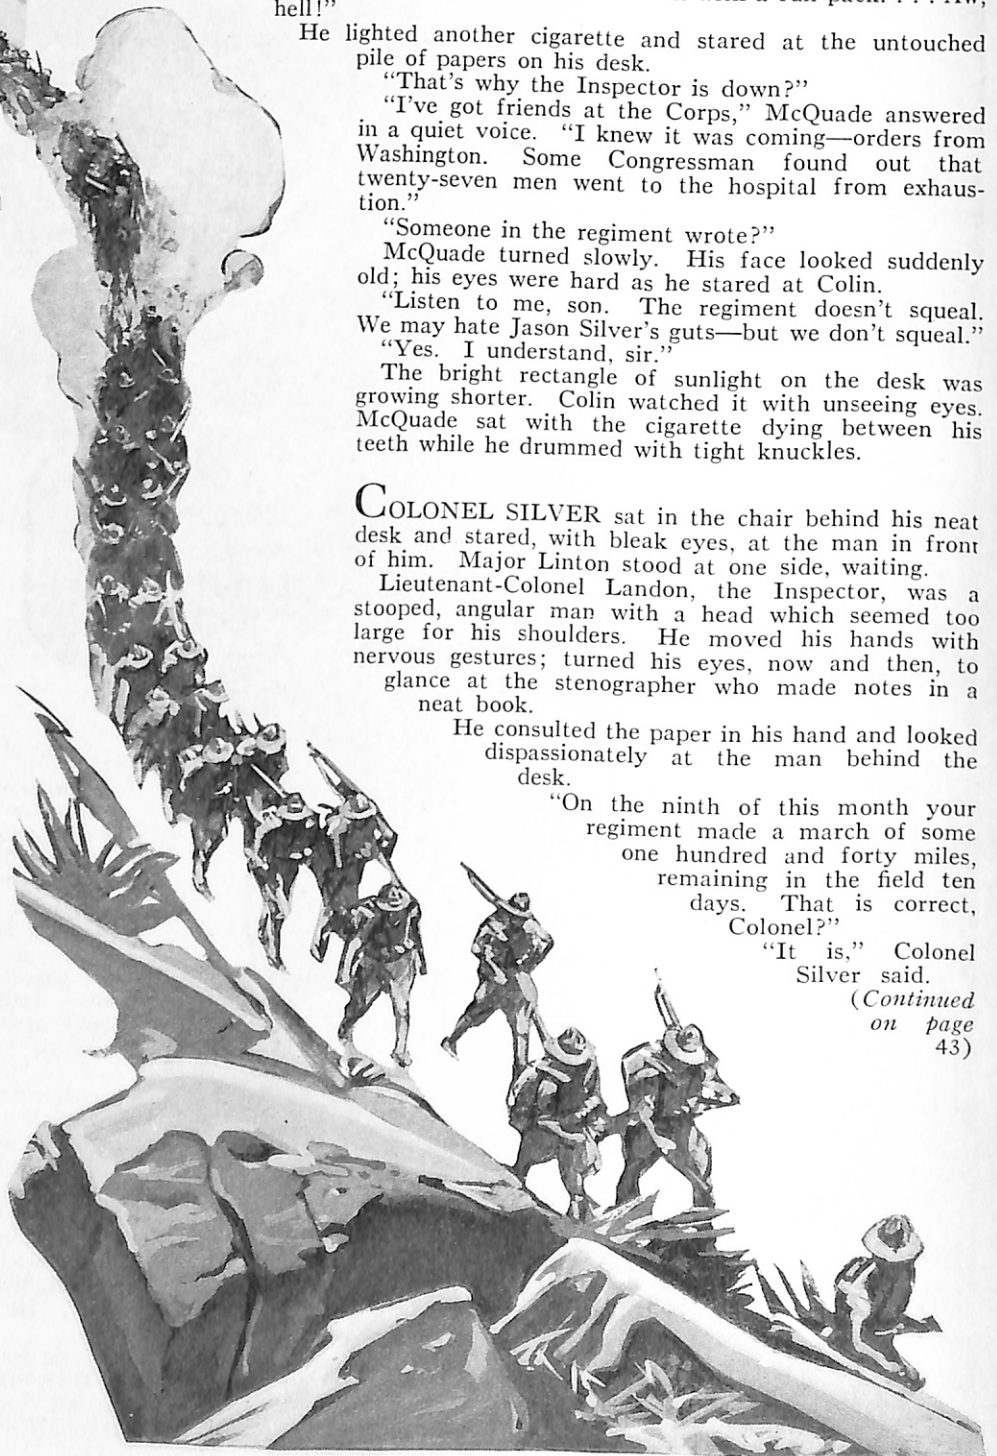 hell!”
He lighted another cigarette and stared at the untouched
pile of papers on his desk.
“That’s why the Inspector is down?”
“I’ve got friends at the Corps,” McQuade answered
in a quiet voice. “I knew it was coming—orders from
Washington. Some Congressman found out that
twenty-seven men went to the hospital from exhaus-
tion.”
“Someone in the regiment wrote?”
McQuade turned slowly. His face looked suddenly
old; his eyes were hard as he stared at Colin.
“Listen to me, son. The regiment doesn’t squeal.
We may hate Jason Silver’s guts—but we don’t squeal.”
“Yes. I understand, sir.”
The bright rectangle of sunlight on the desk was
growing shorter. Colin watched it with unseeing eyes.
McQuade sat with the cigarette dying between his
teeth while he drummed with tight knuckles.
COLONEL SILVER sat in the chair behind his neat
desk and stared, with bleak eyes, at the man in front
of him. Major Linton stood at one side, waiting.
Lieutenant-Colonel Landon, the Inspector, was a
stooped, angular man with a head which seemed too
large for his shoulders. He moved his hands with
nervous gestures; turned his eyes, now and then, to
glance at the stenographer who made notes in a
neat book.
He consulted the paper in his hand and looked
dispassionately at the man behind the
desk.
“On the ninth of this month your
regiment made a march of some
one hundred and forty miles,
remaining in the field ten
days. That is correct,
Colonel?”
“It is,” Colonel
Silver said.
(Continued
on page
43)